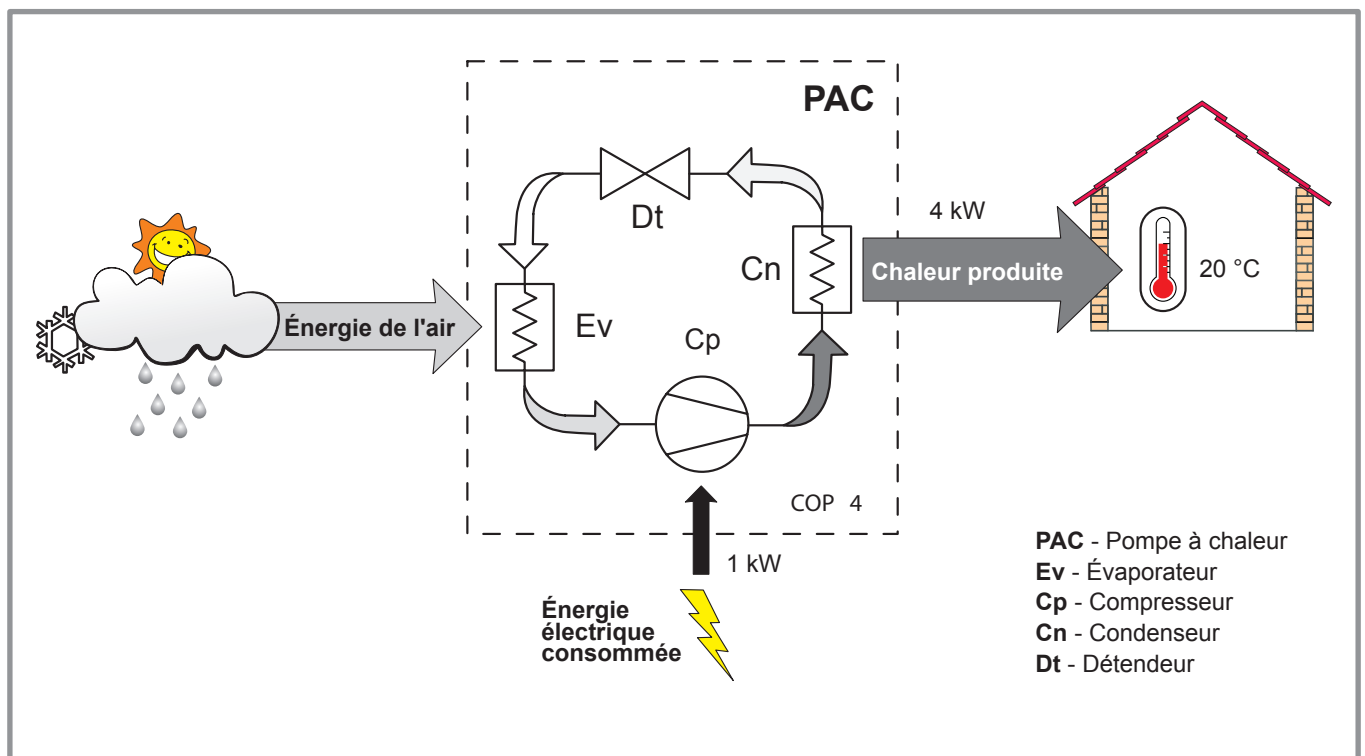 PAC
Dt
4 kW
Cn
Chaleur produite
20 °C
Énergie de l'air
Ev
Cp
COP 4
1 kW
Énergie
électrique
consommée
PAC - Pompe à chaleur
Ev - Évaporateur
Cp - Compresseur
Cn - Condenseur
Dt - Détendeur